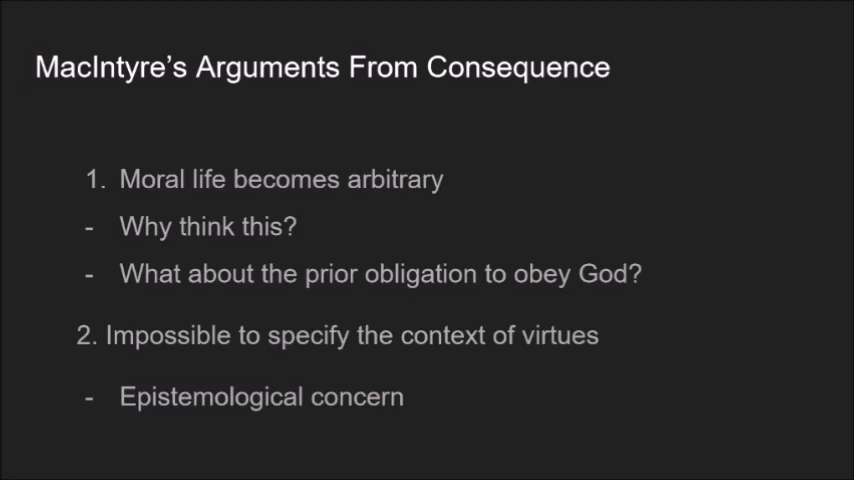 MacIntyre's Arguments From Consequence
1. Moral life becomes arbitrary
- Why think this?
- What about the prior obligation to obey God?
2. Impossible to specify the context of virtues
- Epistemological concern